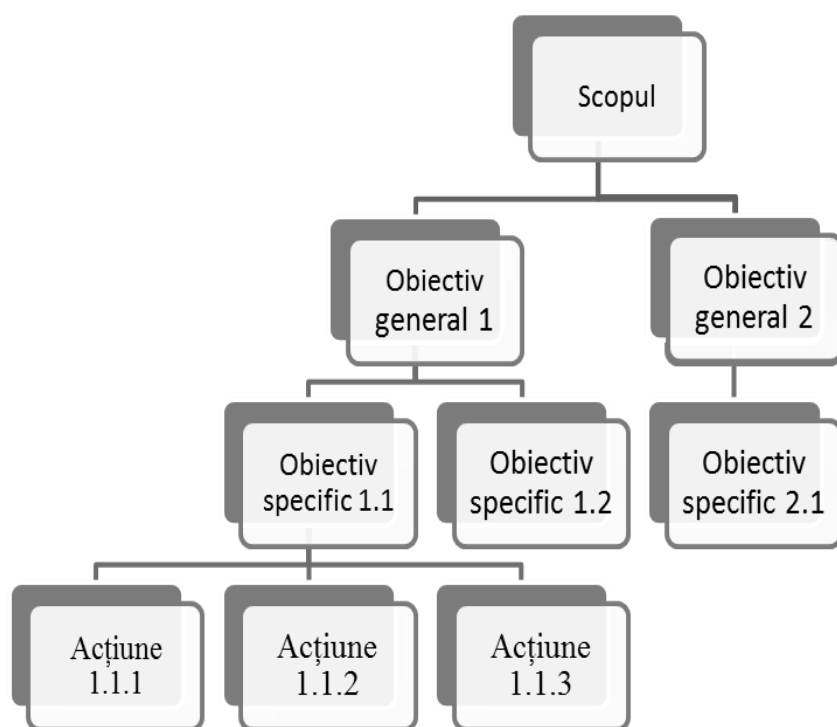 Scopul
Obiectiv
general 1
Obiectiv
general 2
Obiectiv
specific 1.1
Obiectiv
specific 1.2
Obiectiv
specific 2.1
Acțiune
1.1.1
Acțiune
1.1.2
Acțiune
1.1.3